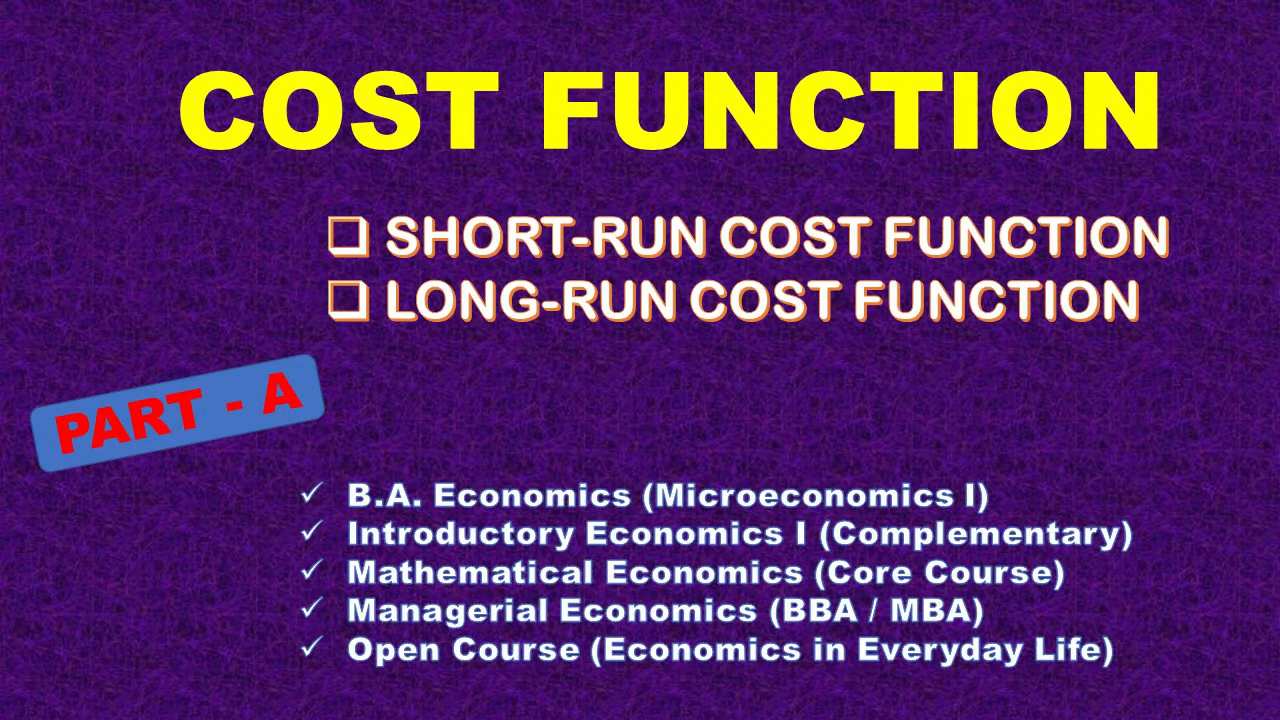 COST FUNCTION
❑ SHORT-RUN COST FUNCTION
❑ LONG-RUN COST FUNCTION
PART - A
✓ B.A. Economics (Microeconomics I)
✓ Introductory Economics I (Complementary)
✓ Mathematical Economics (Core Course)
✓ Managerial Economics (BBA / MBA)
✓ Open Course (Economics in Everyday Life)